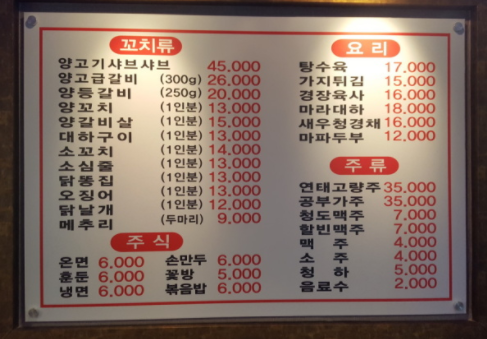 꼬치류
양고기샤브샤브 45.000
양고급갈비 (300g) 26.000
양등갈비 (250g) 20.000
양꼬치 (1인분) 13.000
양갈비살 (1인분) 15.000
대하구이 (1인분) 13.000
소꼬치 (1인분) 14.000
소심줄 (1인분) 13.000
닭똥집 (1인분) 13.000
오징어 (1인분) 13.000
닭날개 (1인분) 12.000
메추리 (두마리) 9.000
주식
온면 6.000 손만두 6.000
훈둔 6.000 꽃방 5.000
냉면 6.000 볶음밥 6.000
요리
탕수육 17.000
가지튀김 15.000
경장육사 16.000
마라대하 18.000
새우청경채 16.000
마파두부 12.000
주류
연태고량주 35.000
공부가주 35.000
청도맥주 7.000
할빈맥주 7.000
맥주 4.000
소주 4.000
청하 5.000
음료수 2.000